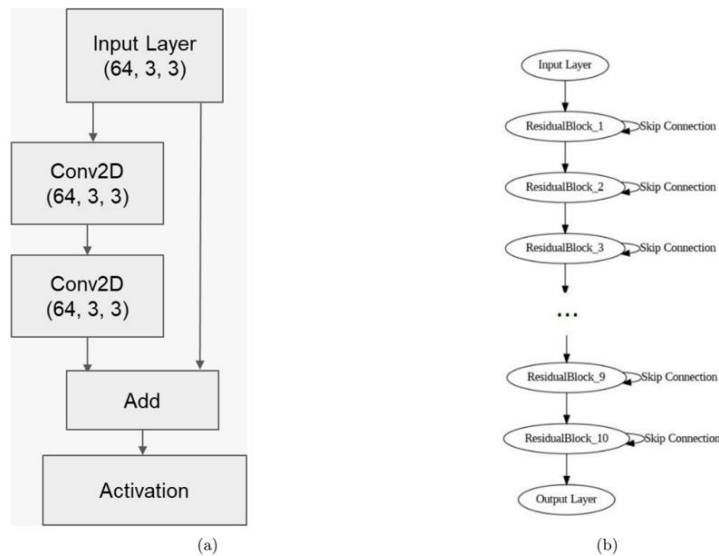 Input Layer
(64, 3, 3)
Conv2D
(64, 3, 3)
Conv2D
(64, 3, 3)
Add
Activation
(a)
Input Layer
ResidualBlock_1
Skip Connection
ResidualBlock_2
Skip Connection
ResidualBlock_3
Skip Connection
...
ResidualBlock_9
Skip Connection
ResidualBlock_10
Skip Connection
Output Layer
(b)